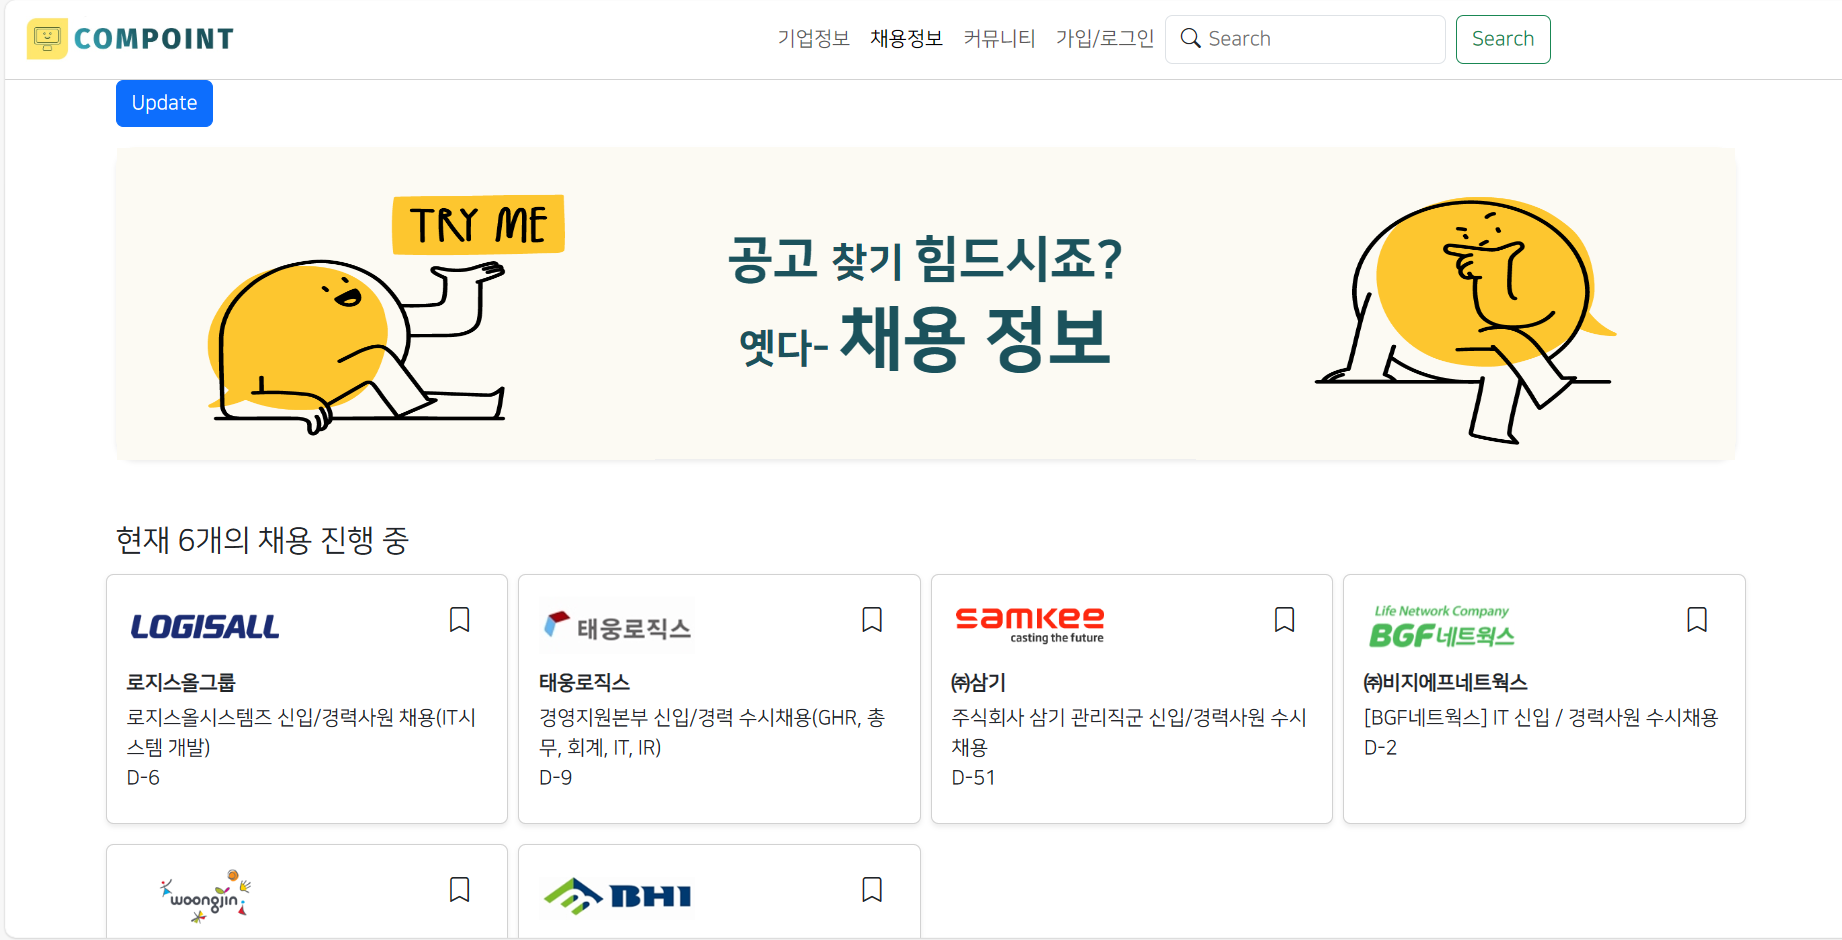 COMPOINT
기업정보 채용정보 커뮤니티 가입/로그인 Search Search
Update
TRY ME
공고 찾기 힘드시죠?
옛다- 채용 정보
현재 6개의 채용 진행 중
LOGISALL
로지스올그룹
로지스올시스템즈 신입/경력사원 채용(IT시
스템 개발)
D-6
태웅로직스
태웅로직스
경영지원본부 신입/경력 수시채용(GHR, 총
무, 회계, IT, IR)
D-9
samkee
casting the future
㈜삼기
주식회사 삼기 관리직군 신입/경력사원 수시
채용
D-51
Life Network Company
BGF네트웍스
㈜비지에프네트웍스
[BGF네트웍스] IT 신입 / 경력사원 수시채용
D-2
woongjin
BHI